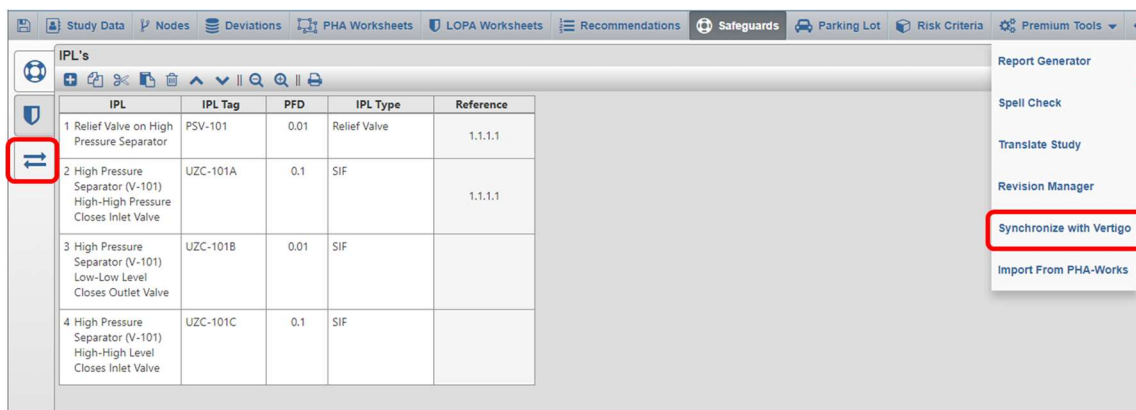 Study Data Nodes Deviations PHA Worksheets LOPA Worksheets Recommendations Safeguards Parking Lot Risk Criteria Premium Tools
IPL's
IPL IPL Tag PFD IPL Type Reference
1 Relief Valve on High PSV-101 0.01 Relief Valve 1.1.1.1
Pressure Separator
2 High Pressure UZC-101A 0.1 SIF 1.1.1.1
Separator (V-101)
High-High Pressure
Closes Inlet Valve
3 High Pressure UZC-101B 0.01 SIF
Separator (V-101)
Low-Low Level
Closes Outlet Valve
4 High Pressure UZC-101C 0.1 SIF
Separator (V-101)
High-High Level
Closes Inlet Valve
Report Generator
Spell Check
Translate Study
Revision Manager
Synchronize with Vertigo
Import From PHA-Works